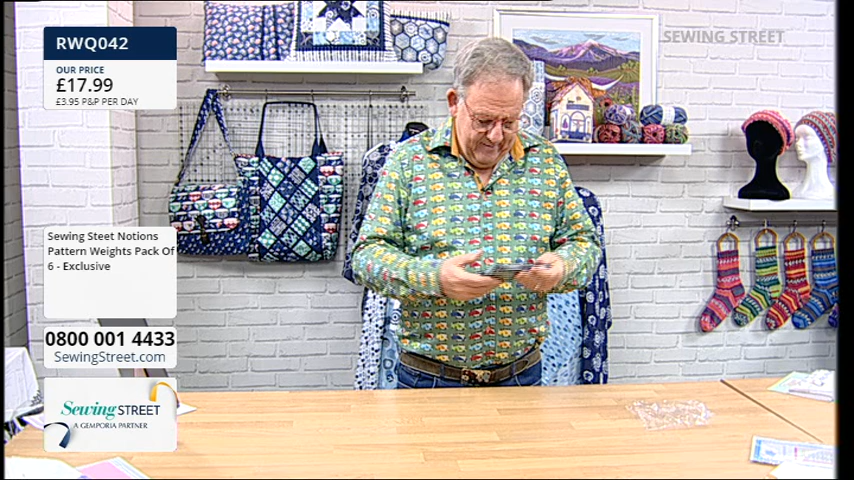 RWQ042
SEWING STREET
OUR PRICE
£17.99
£3.95 P&P PER DAY
Sewing Steet Notions
Pattern Weights Pack Of
6 - Exclusive
0800 001 4433
SewingStreet.com
Sewing STREET
A GEMPORIA PARTNER